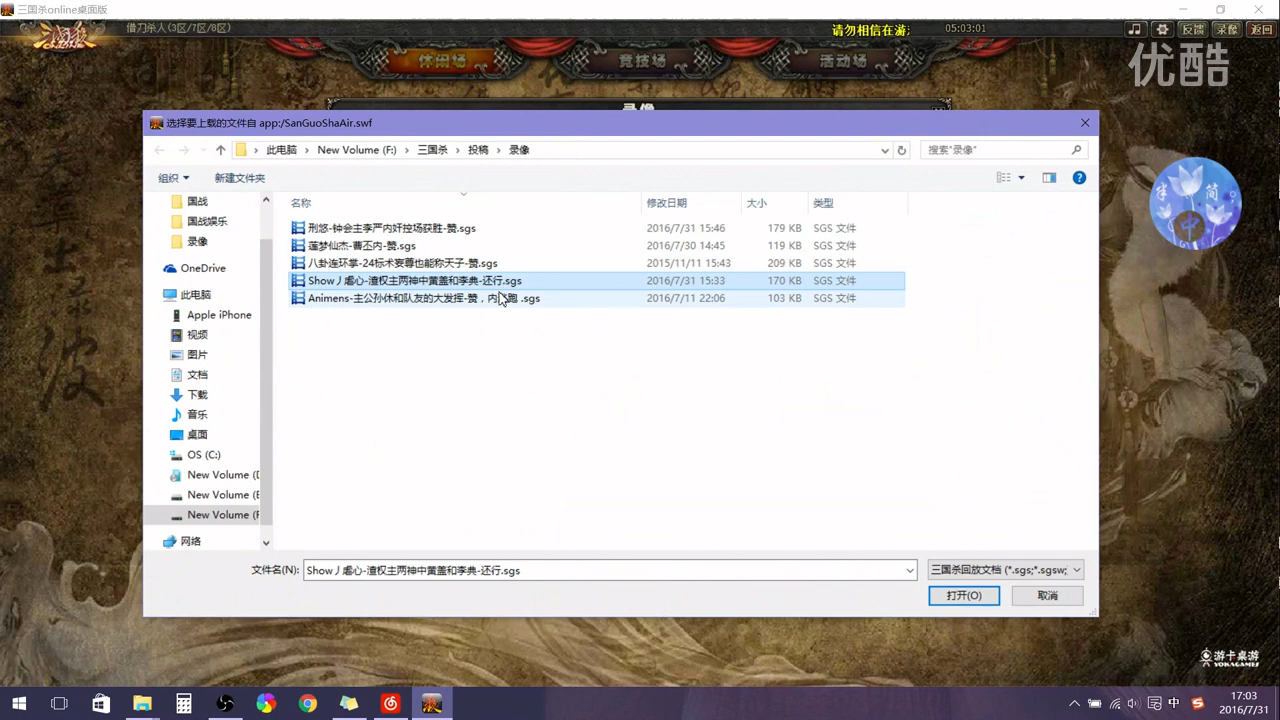 三国杀online桌面版
三国杀
借刀杀人(3区/7区/8区)
请勿相信在游
05:03:01
反馈
录像
返回
休闲场
竞技场
活动场
优酷
录像
选择要上载的文件自 app:/SanGuoShaAir.swf
此电脑 > New Volume (F:) > 三国杀 > 投稿 > 录像
搜索"录像"
组织
新建文件夹
名称 修改日期 大小 类型
国战
国战娱乐
录像
OneDrive
此电脑
Apple iPhone
视频
图片
文档
下载
音乐
桌面
OS (C:)
New Volume (D
New Volume (E
New Volume (F
网络
刑悠-钟会主李严内奸控场获胜-赞.sgs 2016/7/31 15:46 179 KB SGS 文件
莲梦仙杰-曹丕内-赞.sgs 2016/7/30 14:45 119 KB SGS 文件
八卦连环掌-24标术妄尊也能称天子-赞.sgs 2015/11/11 15:43 209 KB SGS 文件
Show丿虐心-渣权主两神中黄盖和李典-还行.sgs 2016/7/31 15:33 170 KB SGS 文件
Animens-主公孙休和队友的大发挥-赞，内 跑 .sgs 2016/7/11 22:06 103 KB SGS 文件
简
中
文件名(N):
Show丿虐心-渣权主两神中黄盖和李典-还行.sgs
三国杀回放文档 (*.sgs;*.sgsw;
打开(O)
取消
游卡桌游
YOKAGAMES
中
17:03
2016/7/31